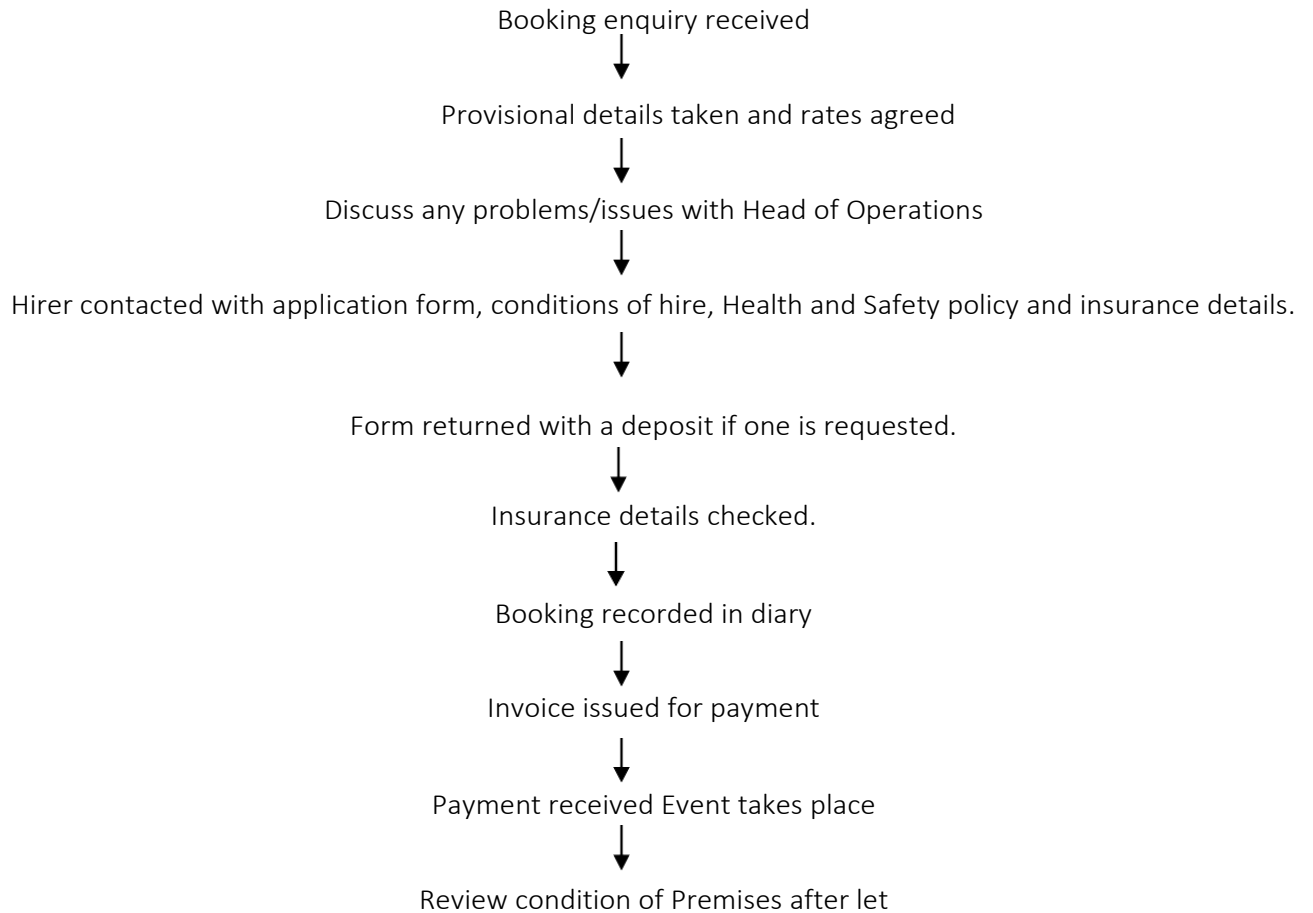 Booking enquiry received
Provisional details taken and rates agreed
Discuss any problems/issues with Head of Operations
Hirer contacted with application form, conditions of hire, Health and Safety policy and insurance details.
Form returned with a deposit if one is requested.
Insurance details checked.
Booking recorded in diary
Invoice issued for payment
Payment received Event takes place
Review condition of Premises after let